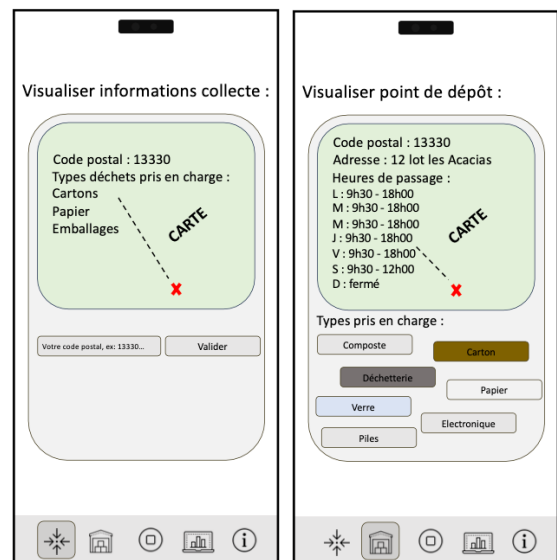 Visualiser informations collecte :
Code postal : 13330
Types déchets pris en charge :
Cartons
Papier
Emballages
CARTE
Votre code postal, ex: 13330...
Valider
Visualiser point de dépôt :
Code postal : 13330
Adresse : 12 lot les Acacias
Heures de passage :
L : 9h30 - 18h00
M : 9h30 - 18h00
M : 9h30 - 18h00
J : 9h30 - 18h00
V : 9h30 - 18h00
S : 9h30 - 12h00
D : fermé
CARTE
Types pris en charge :
Composte
Carton
Déchetterie
Papier
Verre
Electronique
Piles